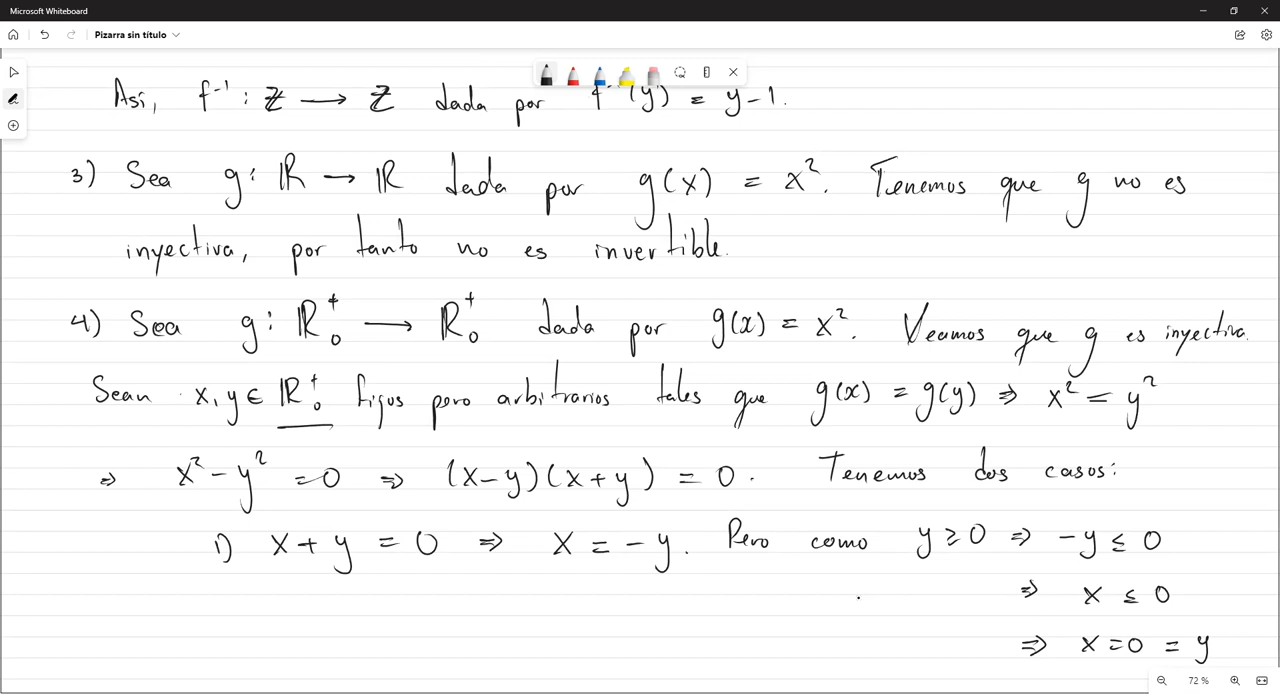 Microsoft Whiteboard
Pizarra sin título
Así, f⁻¹ : ℤ → ℤ dada por f⁻¹(y) = y-1.
3) Sea g: ℝ → ℝ dada por g(x) = x². Tenemos que g no es
inyectiva, por tanto no es invertible.
4) Sea g: ℝ₀⁺ → ℝ₀⁺ dada por g(x) = x². Veamos que g es inyectiva.
Sean x, y ∈ ℝ₀⁺ fijos pero arbitrarios tales que g(x) = g(y) ⇒ x² = y²
⇒ x² - y² = 0 ⇒ (x-y)(x+y) = 0. Tenemos dos casos:
1) x + y = 0 ⇒ x = -y. Pero como y ≥ 0 ⇒ -y ≤ 0
⇒ x ≤ 0
⇒ x = 0 = y
72 %